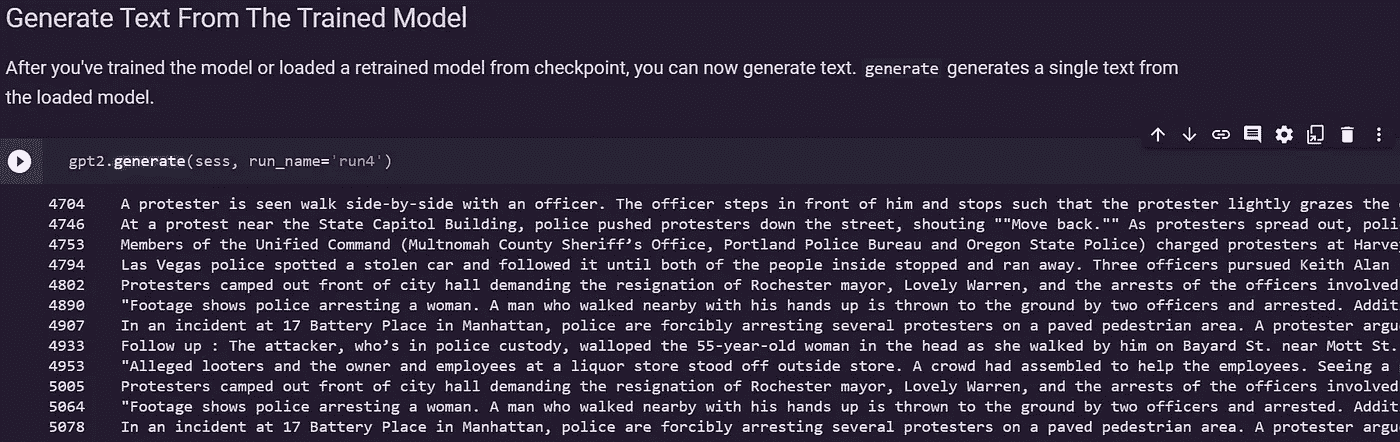 Generate Text From The Trained Model
After you've trained the model or loaded a retrained model from checkpoint, you can now generate text. generate generates a single text from
the loaded model.
gpt2.generate(sess, run_name='run4')
4704 A protester is seen walk side-by-side with an officer. The officer steps in front of him and stops such that the protester lightly grazes the
4746 At a protest near the State Capitol Building, police pushed protesters down the street, shouting ""Move back."" As protesters spread out, poli
4753 Members of the Unified Command (Multnomah County Sheriff's Office, Portland Police Bureau and Oregon State Police) charged protesters at Harve
4794 Las Vegas police spotted a stolen car and followed it until both of the people inside stopped and ran away. Three officers pursued Keith Alan
4802 Protesters camped out front of city hall demanding the resignation of Rochester mayor, Lovely Warren, and the arrests of the officers involved
4890 "Footage shows police arresting a woman. A man who walked nearby with his hands up is thrown to the ground by two officers and arrested. Addit
4907 In an incident at 17 Battery Place in Manhattan, police are forcibly arresting several protesters on a paved pedestrian area. A protester argu
4933 Follow up : The attacker, who's in police custody, walloped the 55-year-old woman in the head as she walked by him on Bayard St. near Mott St.
4953 "Alleged looters and the owner and employees at a liquor store stood off outside store. A crowd had assembled to help the employees. Seeing a
5005 Protesters camped out front of city hall demanding the resignation of Rochester mayor, Lovely Warren, and the arrests of the officers involved
5064 "Footage shows police arresting a woman. A man who walked nearby with his hands up is thrown to the ground by two officers and arrested. Addit
5078 In an incident at 17 Battery Place in Manhattan, police are forcibly arresting several protesters on a paved pedestrian area. A protester argu